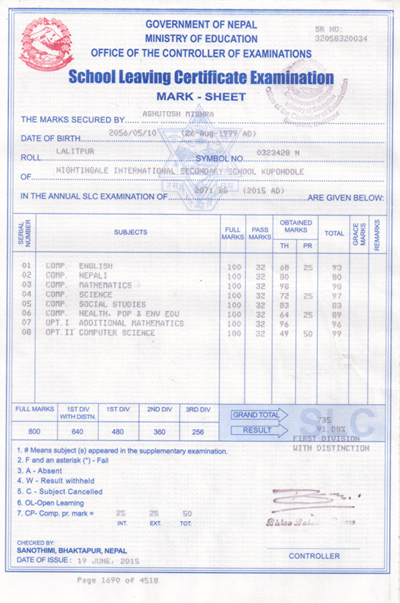 GOVERNMENT OF NEPAL
MINISTRY OF EDUCATION
OFFICE OF THE CONTROLLER OF EXAMINATIONS
SR NO:
32058320034
School Leaving Certificate Examination
MARK - SHEET
THE MARKS SECURED BY ASHUTOSH MISHRA
DATE OF BIRTH 2056/05/10 (26 Aug 1999 AD)
ROLL LALITPUR SYMBOL NO. 0323428 N
OF NIGHTINGALE INTERNATIONAL SECONDARY SCHOOL KUPONDOLE
IN THE ANNUAL SLC EXAMINATION OF 2071 BS (2015 AD) ARE GIVEN BELOW:
SERIAL NUMBER SUBJECTS FULL MARKS PASS MARKS OBTAINED MARKS TH PR TOTAL GRACE MARKS REMARKS
01 COMP. ENGLISH 100 32 68 25 93
02 COMP. NEPALI 100 32 80 80
03 COMP. MATHEMATICS 100 32 98 98
04 COMP. SCIENCE 100 32 72 25 97
05 COMP. SOCIAL STUDIES 100 32 83 83
06 COMP. HEALTH, POP & ENV EDU 100 32 64 25 89
07 OPT.I ADDITIONAL MATHEMATICS 100 32 96 96
08 OPT.II COMPUTER SCIENCE 100 32 49 50 99
FULL MARKS 1ST DIV WITH DISTN. 1ST DIV 2ND DIV 3RD DIV GRAND TOTAL 735
800 640 480 360 256 RESULT 91.88%
SLC
FIRST DIVISION
WITH DISTINCTION
1. # Means subject (s) appeared in the supplementary examination.
2. F and an asterisk (*) - Fail
3. A - Absent
4. W - Result withheld
5. C - Subject Cancelled
6. OL-Open Learning
7. CP- Comp. pr. mark = 25 25 50
INT. EXT. TOT.
CHECKED BY:
SANOTHIMI, BHAKTAPUR, NEPAL
DATE OF ISSUE : 19 JUNE, 2015
CONTROLLER
Page 1690 of 4518